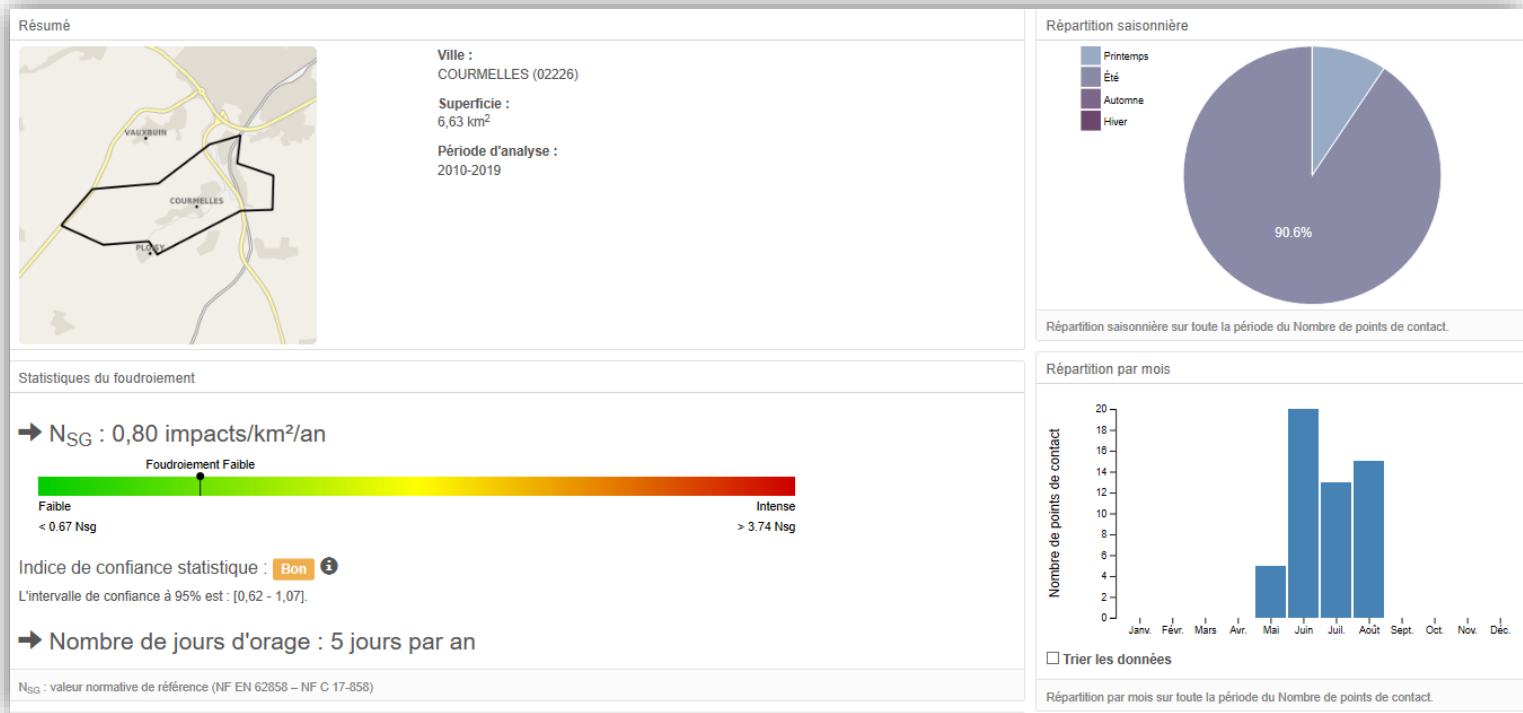 Résumé
VAUXBUIN
COURMELLES
PLOISY
Ville :
COURMELLES (02226)
Superficie :
6,63 km²
Période d'analyse :
2010-2019
Statistiques du foudroiement
➔ NSG : 0,80 impacts/km²/an
Foudroiement Faible
Faible
Intense
< 0.67 Nsg
> 3.74 Nsg
Indice de confiance statistique : Bon
L'intervalle de confiance à 95% est : [0,62 - 1,07].
➔ Nombre de jours d'orage : 5 jours par an
NSG : valeur normative de référence (NF EN 62858 – NF C 17-858)
Répartition saisonnière
Printemps
Été
Automne
Hiver
90.6%
Répartition saisonnière sur toute la période du Nombre de points de contact.
Répartition par mois
Nombre de points de contact
20
18
16
14
12
10
8
6
4
2
0
Janv. Févr. Mars Avr. Mai Juin Juil. Août Sept. Oct. Nov. Déc.
Trier les données
Répartition par mois sur toute la période du Nombre de points de contact.